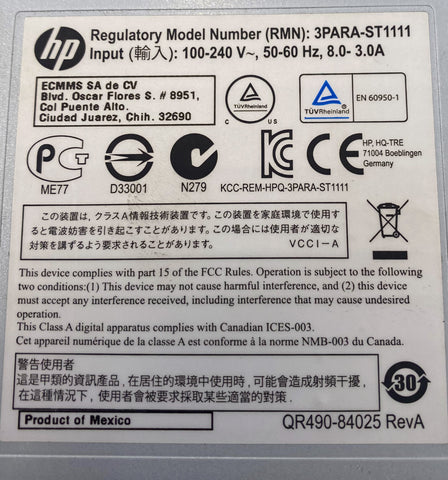 hp
Regulatory Model Number (RMN): 3PARA-ST1111
Input (輸入): 100-240 V~, 50-60 Hz, 8.0- 3.0A
ECMMS SA de CV
Blvd. Oscar Flores S. # 8951,
Col Puente Alto.
Ciudad Juarez, Chih. 32690
TÜVRheinland
C US
TÜVRheinland
EN 60950-1
ME77
D33001
N279
KCC-REM-HPQ-3PARA-ST1111
CE
HP, HQ-TRE
71004 Boeblingen
Germany
この装置は、クラスA情報技術装置です。この装置を家庭環境で使用す
ると電波妨害を引き起こすことがあります。この場合には使用者が適切な
対策を講ずるよう要求されることがあります。
VCCI-A
This device complies with part 15 of the FCC Rules. Operation is subject to the following
two conditions:(1) This device may not cause harmful interference, and (2) this device
must accept any interference received, including interference that may cause undesired
operation.
This Class A digital apparatus complies with Canadian ICES-003.
Cet appareil numérique de la classe A est conforme à la norme NMB-003 du Canada.
警告使用者
這是甲類的資訊產品, 在居住的環境中使用時, 可能會造成射頻干擾,
在這種情況下, 使用者會被要求採取某些適當的對策.
30
Product of Mexico
QR490-84025 RevA